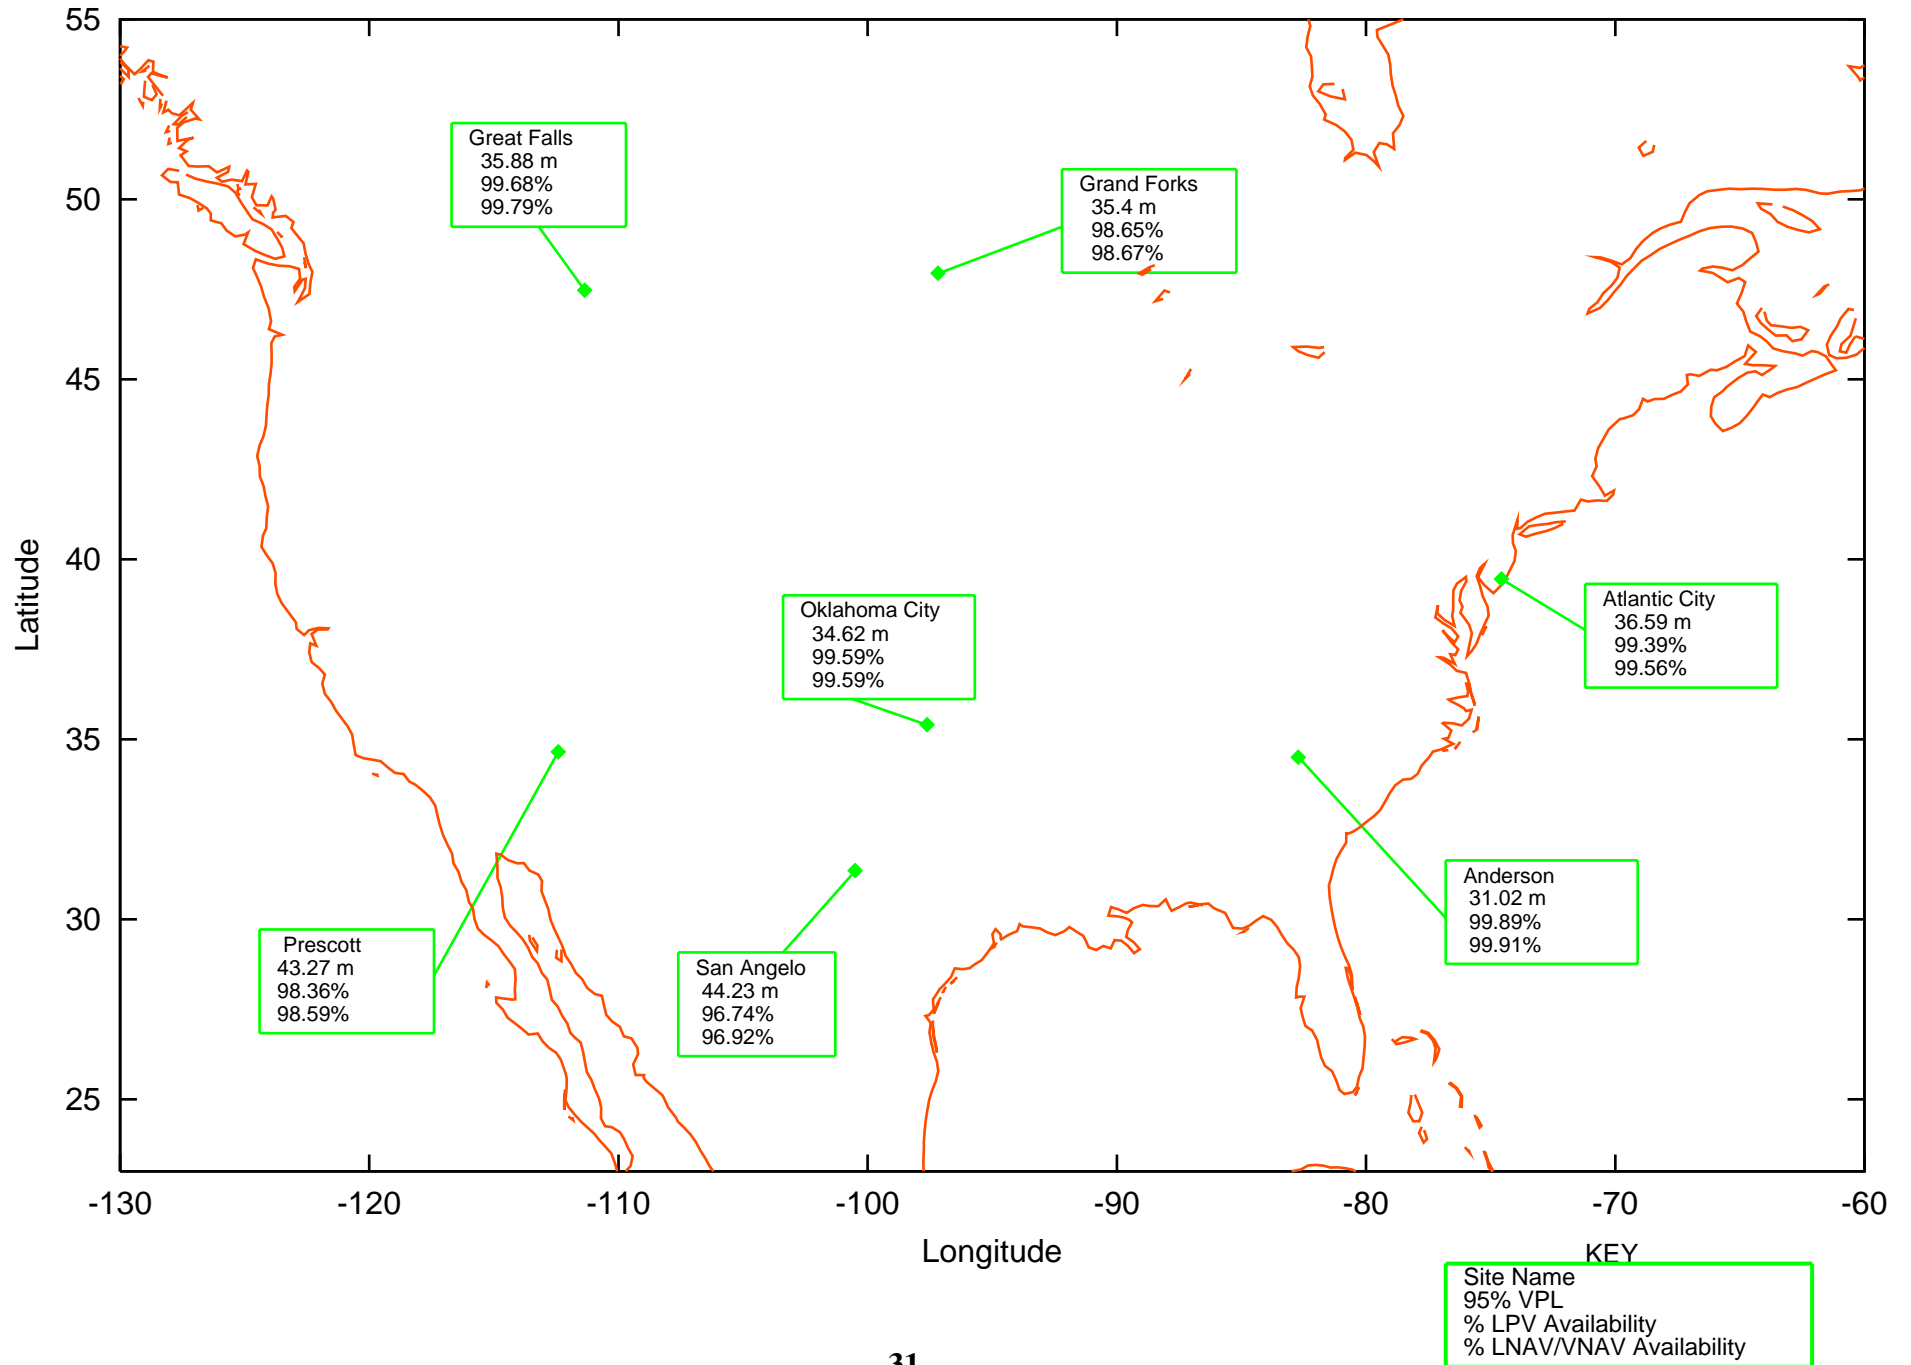 55
50
45
40
35
30
25
Latitude
Great Falls
35.88 m
99.68%
99.79%
Grand Forks
35.4 m
98.65%
98.67%
Oklahoma City
34.62 m
99.59%
99.59%
Atlantic City
36.59 m
99.39%
99.56%
Anderson
31.02 m
99.89%
99.91%
Prescott
43.27 m
98.36%
98.59%
San Angelo
44.23 m
96.74%
96.92%
-130 -120 -110 -100 -90 -80 -70 -60
Longitude
KEY
Site Name
95% VPL
% LPV Availability
% LNAV/VNAV Availability
31